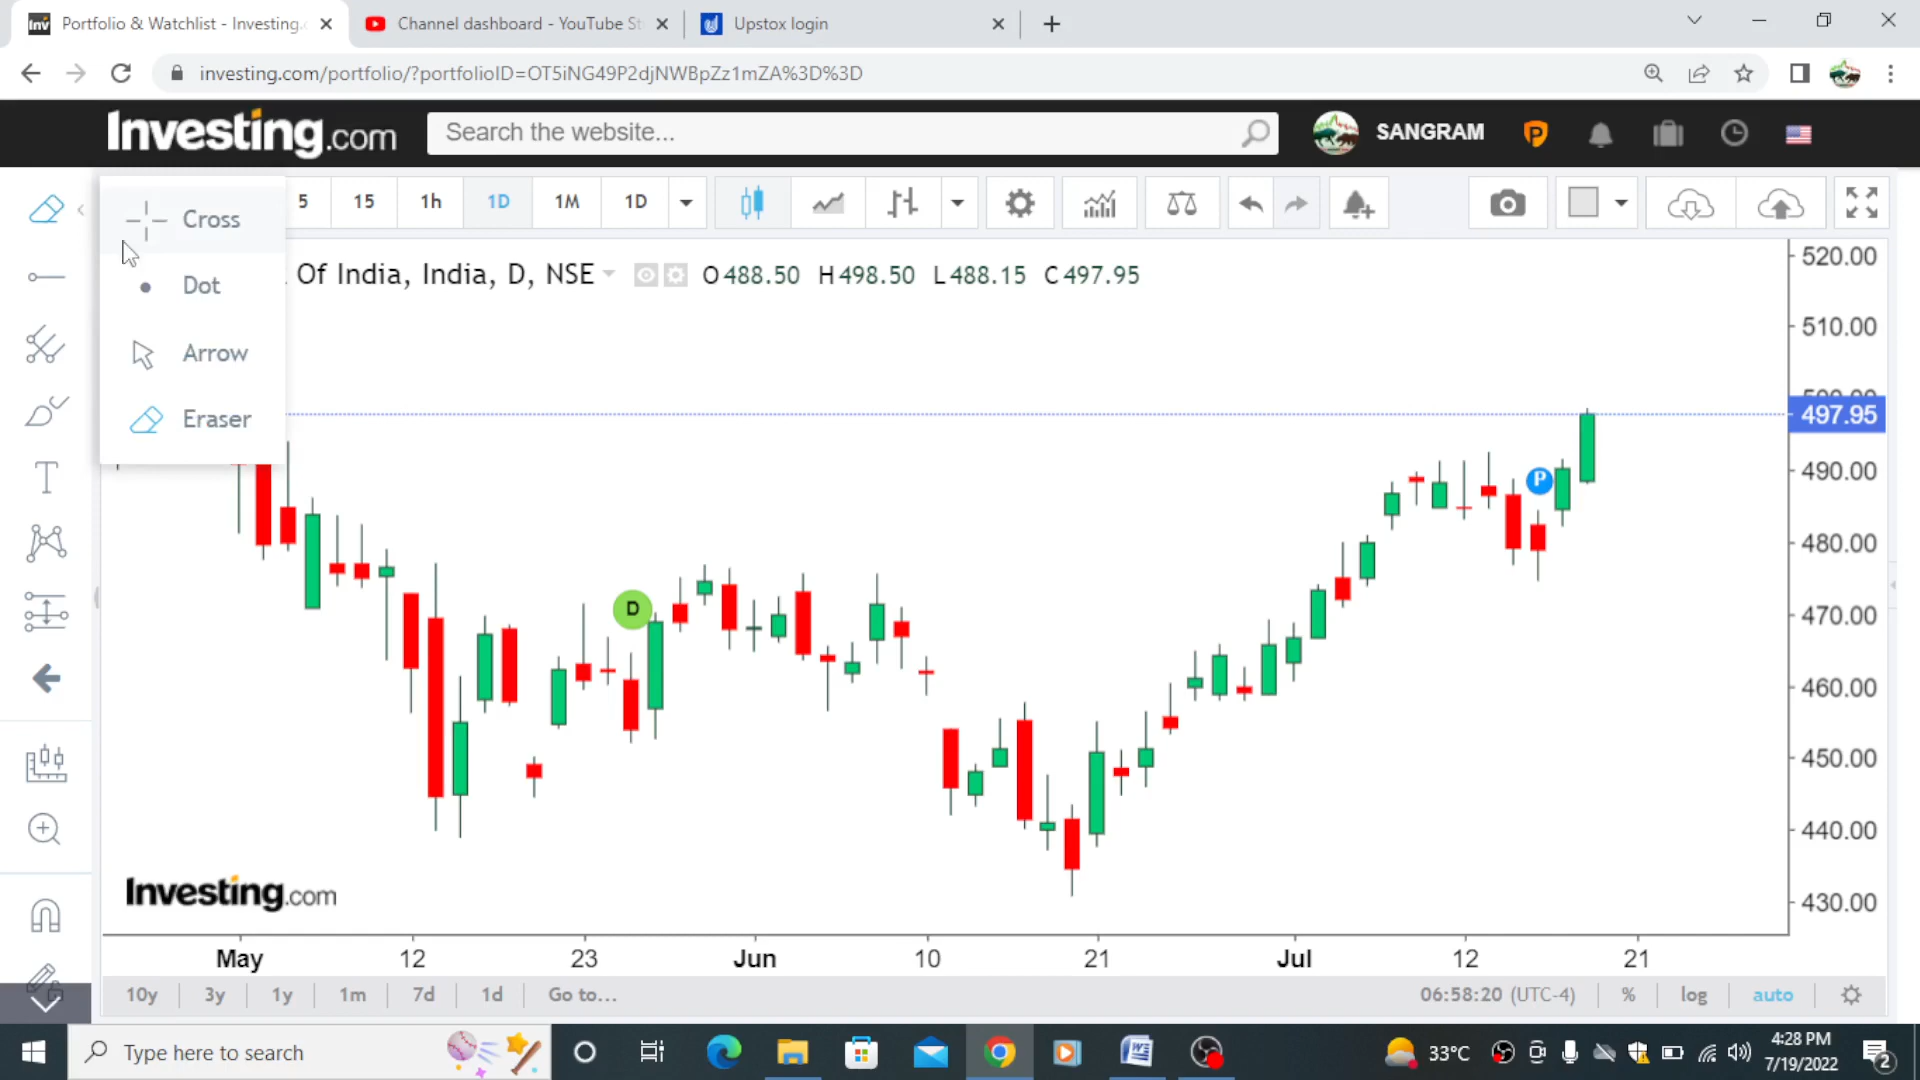 Portfolio & Watchlist - Investing.
Channel dashboard - YouTube St
Upstox login
investing.com/portfolio/?portfolioID=OT5iNG49P2djNWBpZz1mZA%3D%3D
Investing.com
Search the website...
SANGRAM
P
5
15
1h
1D
1M
1D
Cross
Dot
Arrow
Eraser
Of India, India, D, NSE
O488.50 H498.50 L488.15 C497.95
520.00
510.00
497.95
490.00
480.00
470.00
460.00
450.00
440.00
430.00
P
D
Investing.com
May
12
23
Jun
10
21
Jul
12
21
10y
3y
1y
1m
7d
1d
Go to...
06:58:20 (UTC-4)
%
log
auto
Type here to search
33°C
4:28 PM
7/19/2022
2